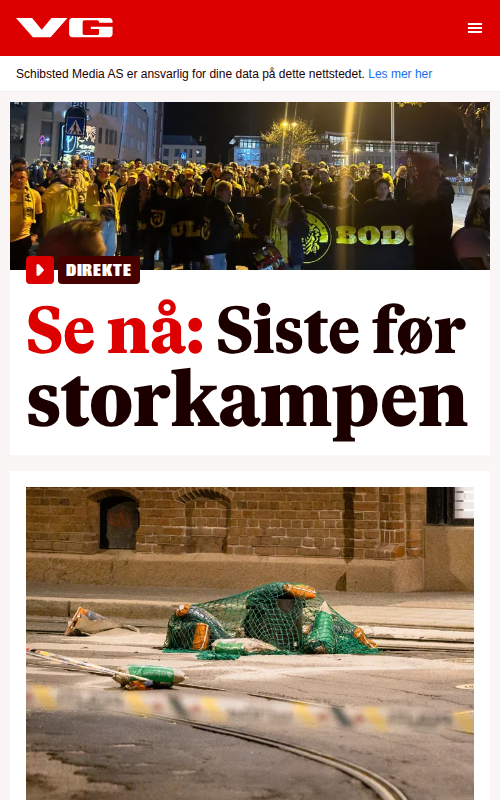 VG
Schibsted Media AS er ansvarlig for dine data på dette nettstedet. Les mer her
BODØ
DIREKTE
Se nå: Siste før
storkampen